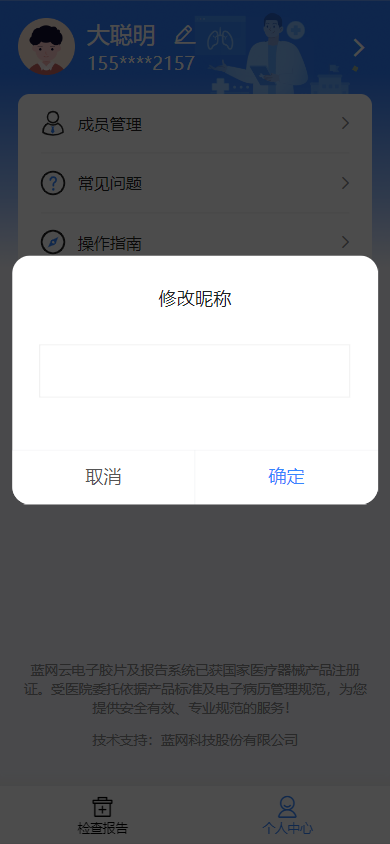 大聪明
155****2157
成员管理
常见问题
操作指南
修改昵称
取消
确定
蓝网云电子胶片及报告系统已获国家医疗器械产品注册
证。受医院委托依据产品标准及电子病历管理规范，为您
提供安全有效、专业规范的服务！
技术支持：蓝网科技股份有限公司
检查报告
个人中心